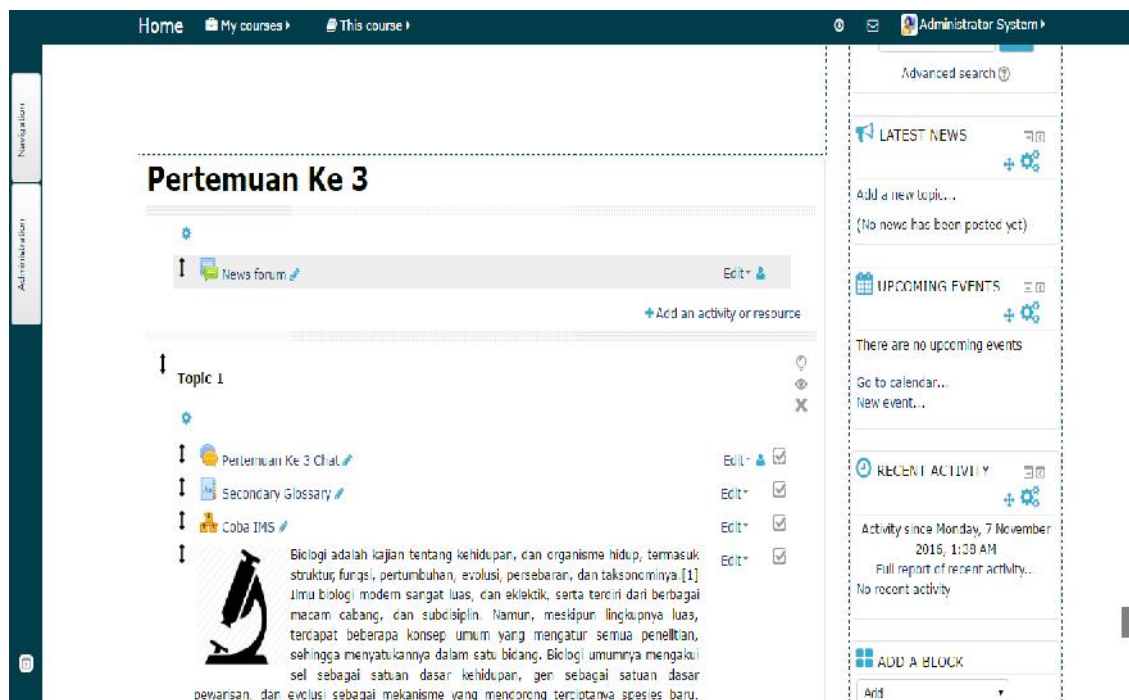 Home My courses This course Administrator System
Navigation
Administration
Advanced search
LATEST NEWS
Add a new topic...
(No news has been posted yet)
UPCOMING EVENTS
There are no upcoming events
Go to calendar...
New event...
RECENT ACTIVITY
Activity since Monday, 7 November
2016, 1:38 AM
Full report of recent activity...
No recent activity
ADD A BLOCK
Add
Pertemuan Ke 3
News forum Edit
Add an activity or resource
Topic 1
Pertemuan Ke 3 Chat Edit
Secondary Glossary Edit
Coba IMS Edit
Biologi adalah kajian tentang kehidupan, dan organisme hidup, termasuk Edit
struktur, fungsi, pertumbuhan, evolusi, persebaran, dan taksonominya.[1]
Ilmu biologi modern sangat luas, dan eklektik, serta terdiri dari berbagai
macam cabang, dan subdisiplin. Namun, meskipun lingkupnya luas,
terdapat beberapa konsep umum yang mengatur semua penelitian,
sehingga menyatukannya dalam satu bidang. Biologi umumnya mengakui
sel sebagai satuan dasar kehidupan, gen sebagai satuan dasar
pewarisan, dan evolusi sebagai mekanisme yang mendorong terciptanya spesies baru.